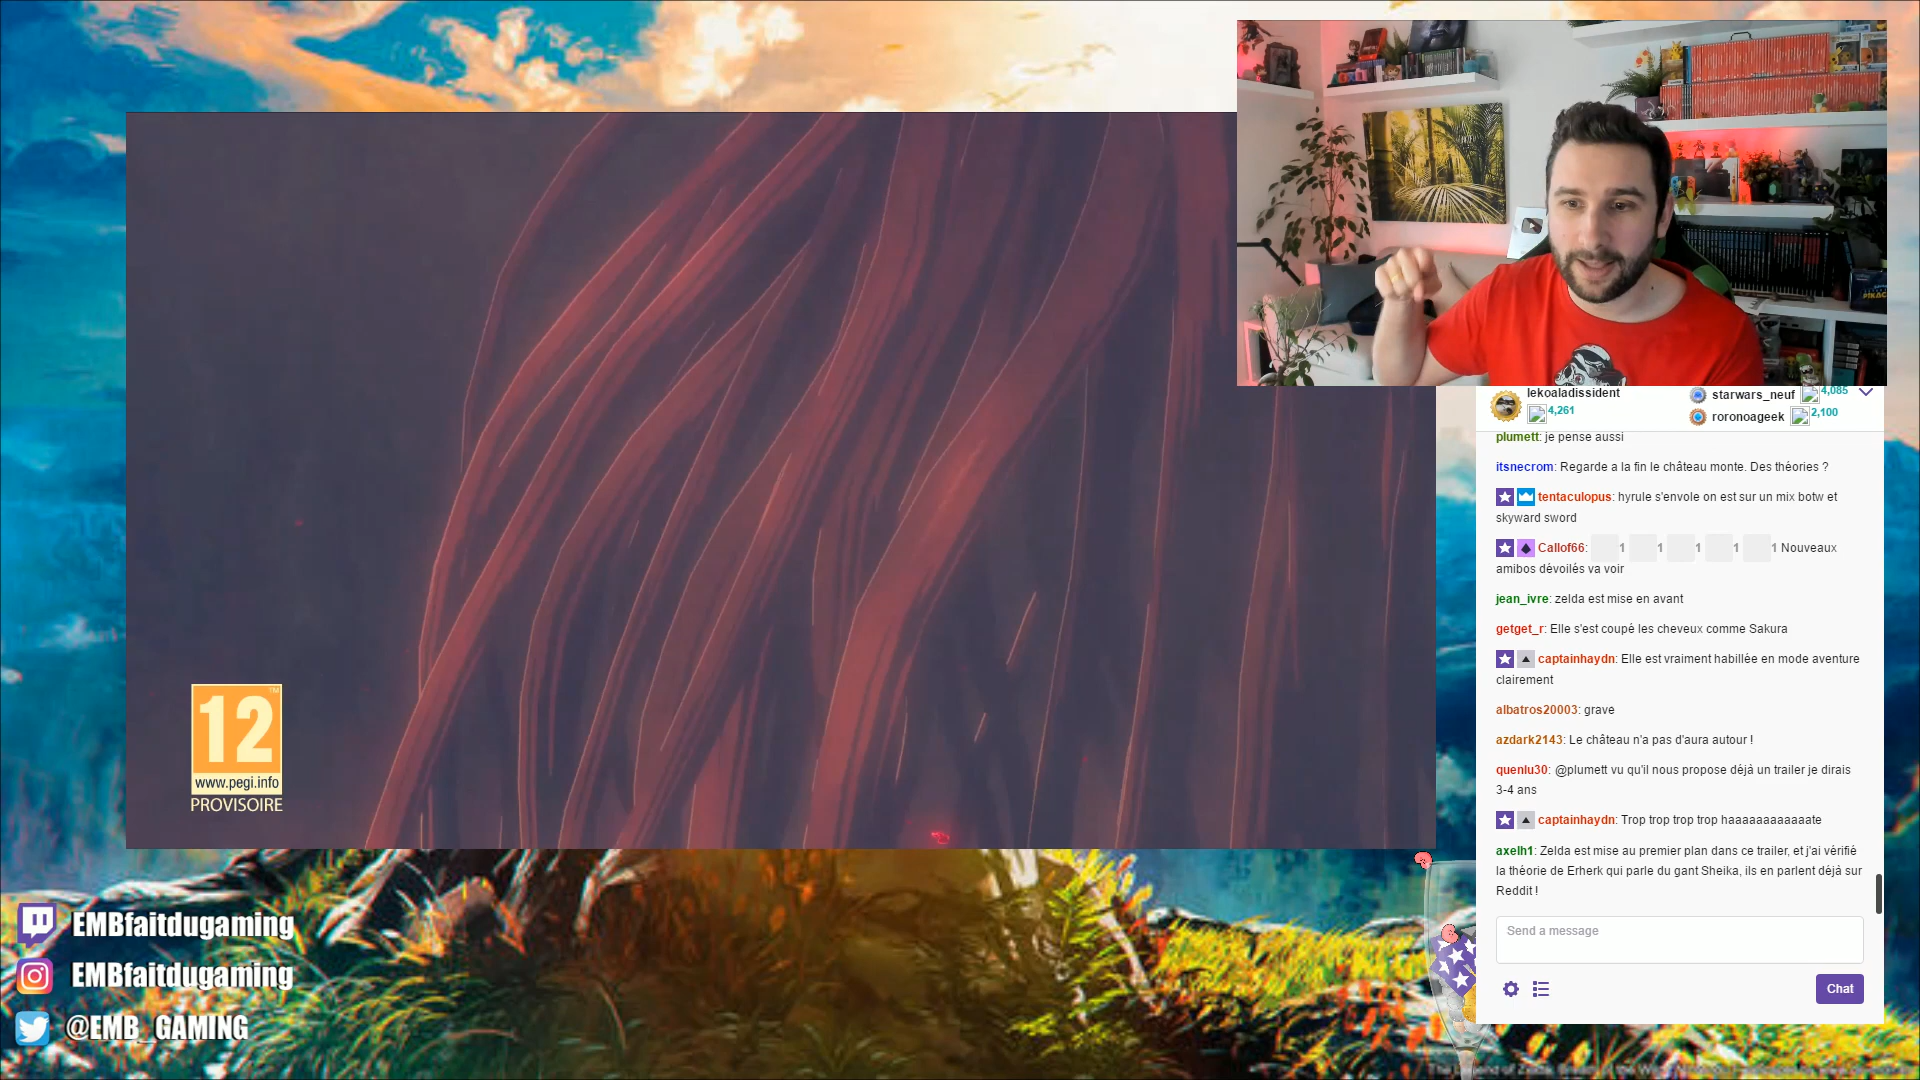 lekoaladissident
4,261
starwars_neuf 4,085
roronoageek 2,100
plumett: je pense aussi
itsnecrom: Regarde a la fin le château monte. Des théories ?
tentaculopus: hyrule s'envole on est sur un mix botw et
skyward sword
Callof66: 1 1 1 1 1 Nouveaux
amibos dévoilés va voir
jean_ivre: zelda est mise en avant
getget_r: Elle s'est coupé les cheveux comme Sakura
captainhaydn: Elle est vraiment habillée en mode aventure
clairement
albatros20003: grave
azdark2143: Le château n'a pas d'aura autour !
quenlu30: @plumett vu qu'il nous propose déjà un trailer je dirais
3-4 ans
captainhaydn: Trop trop trop trop haaaaaaaaaaaate
axelh1: Zelda est mise au premier plan dans ce trailer, et j'ai vérifié
la théorie de Erherk qui parle du gant Sheika, ils en parlent déjà sur
Reddit !
Send a message
Chat
12
www.pegi.info
PROVISOIRE
EMBfaitdugaming
EMBfaitdugaming
@EMB_GAMING